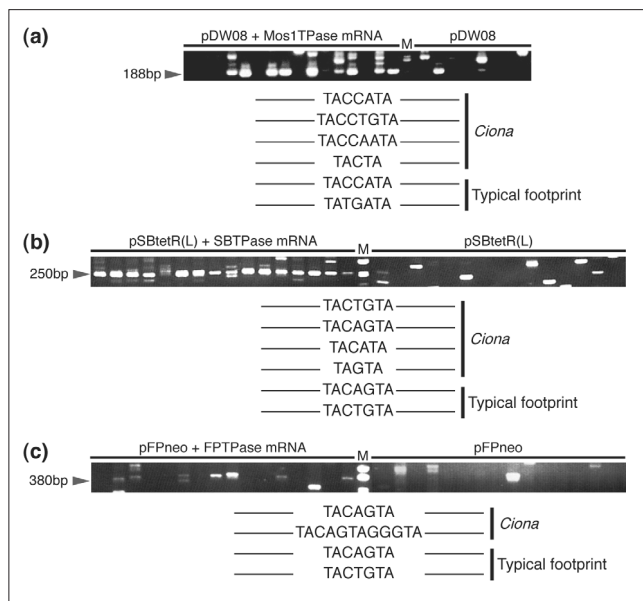 (a)
pDW08 + Mos1TPase mRNA M pDW08
188bp
TACCATA
TACCTGTA
TACCAATA
TACTA
Ciona
TACCATA
TATGATA
Typical footprint
(b)
pSBtetR(L) + SBTPase mRNA M pSBtetR(L)
250bp
TACTGTA
TACAGTA
TACATA
TAGTA
Ciona
TACAGTA
TACTGTA
Typical footprint
(c)
pFPneo + FPTPase mRNA M pFPneo
380bp
TACAGTA
TACAGTAGGGTA
Ciona
TACAGTA
TACTGTA
Typical footprint